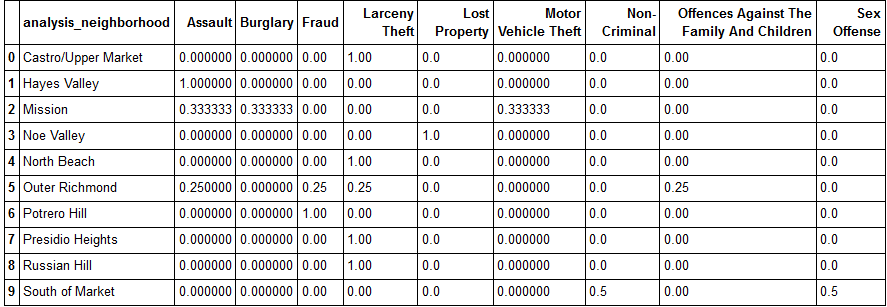 analysis_neighborhood Assault Burglary Fraud Larceny Theft Lost Property Motor Vehicle Theft Non-Criminal Offences Against The Family And Children Sex Offense
0 Castro/Upper Market 0.000000 0.000000 0.00 1.00 0.0 0.000000 0.0 0.00 0.0
1 Hayes Valley 1.000000 0.000000 0.00 0.00 0.0 0.000000 0.0 0.00 0.0
2 Mission 0.333333 0.333333 0.00 0.00 0.0 0.333333 0.0 0.00 0.0
3 Noe Valley 0.000000 0.000000 0.00 0.00 1.0 0.000000 0.0 0.00 0.0
4 North Beach 0.000000 0.000000 0.00 1.00 0.0 0.000000 0.0 0.00 0.0
5 Outer Richmond 0.250000 0.000000 0.25 0.25 0.0 0.000000 0.0 0.25 0.0
6 Potrero Hill 0.000000 0.000000 1.00 0.00 0.0 0.000000 0.0 0.00 0.0
7 Presidio Heights 0.000000 0.000000 0.00 1.00 0.0 0.000000 0.0 0.00 0.0
8 Russian Hill 0.000000 0.000000 0.00 1.00 0.0 0.000000 0.0 0.00 0.0
9 South of Market 0.000000 0.000000 0.00 0.00 0.0 0.000000 0.5 0.00 0.5